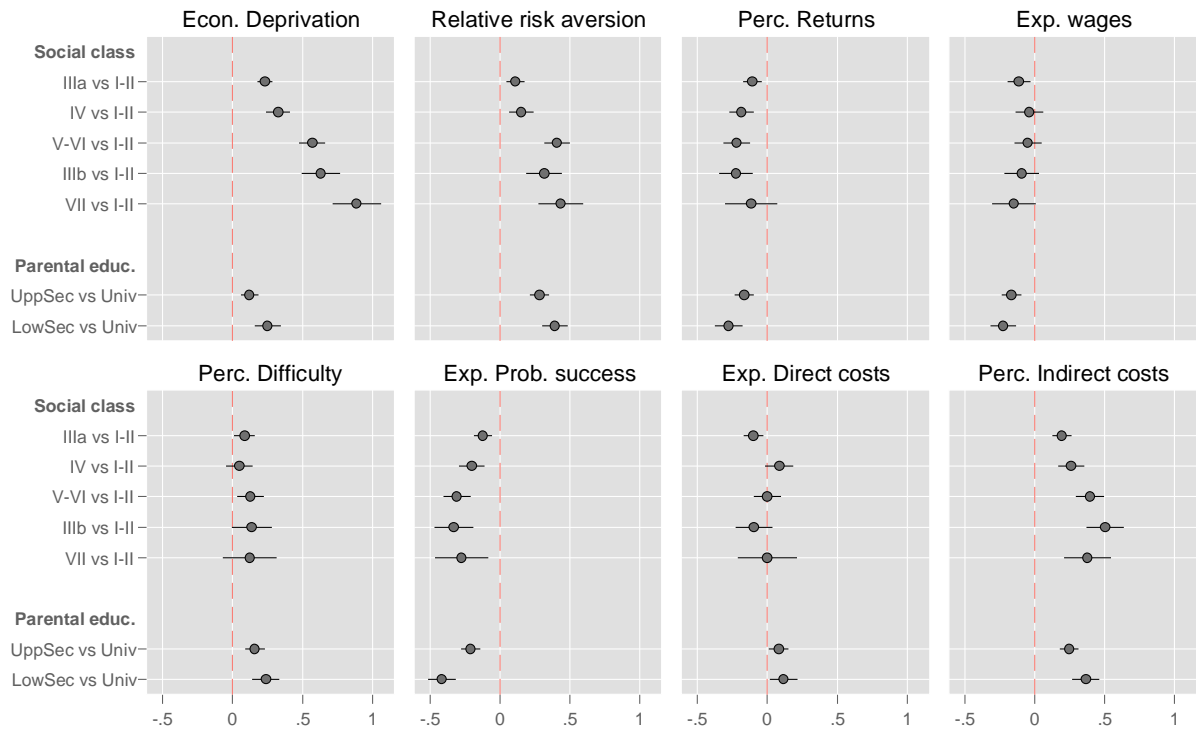 Econ. Deprivation Relative risk aversion Perc. Returns Exp. wages
Social class
IIIa vs I-II
IV vs I-II
V-VI vs I-II
IIIb vs I-II
VII vs I-II
Parental educ.
UppSec vs Univ
LowSec vs Univ
Perc. Difficulty Exp. Prob. success Exp. Direct costs Perc. Indirect costs
Social class
IIIa vs I-II
IV vs I-II
V-VI vs I-II
IIIb vs I-II
VII vs I-II
Parental educ.
UppSec vs Univ
LowSec vs Univ
-.5 0 .5 1 -.5 0 .5 1 -.5 0 .5 1 -.5 0 .5 1